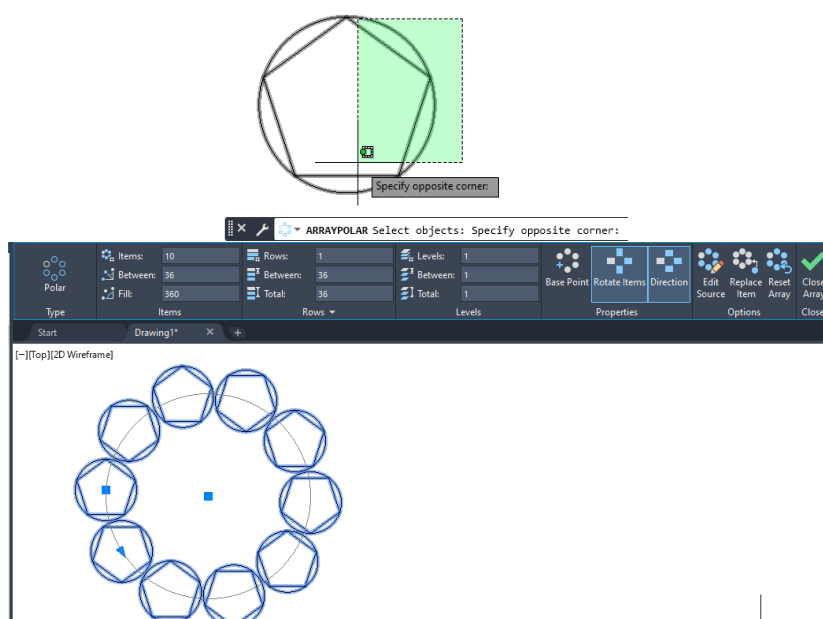 Specify opposite corner:
ARRAYPOLAR Select objects: Specify opposite corner:
Polar
Type
Items: 10
Between: 36
Fill: 360
Items
Rows: 1
Between: 36
Total: 36
Rows
Levels: 1
Between: 1
Total: 1
Levels
Base Point Rotate Items Direction
Properties
Edit Source
Replace Item
Reset Array
Options
Close Array
Close
Start Drawing1*
[−][Top][2D Wireframe]